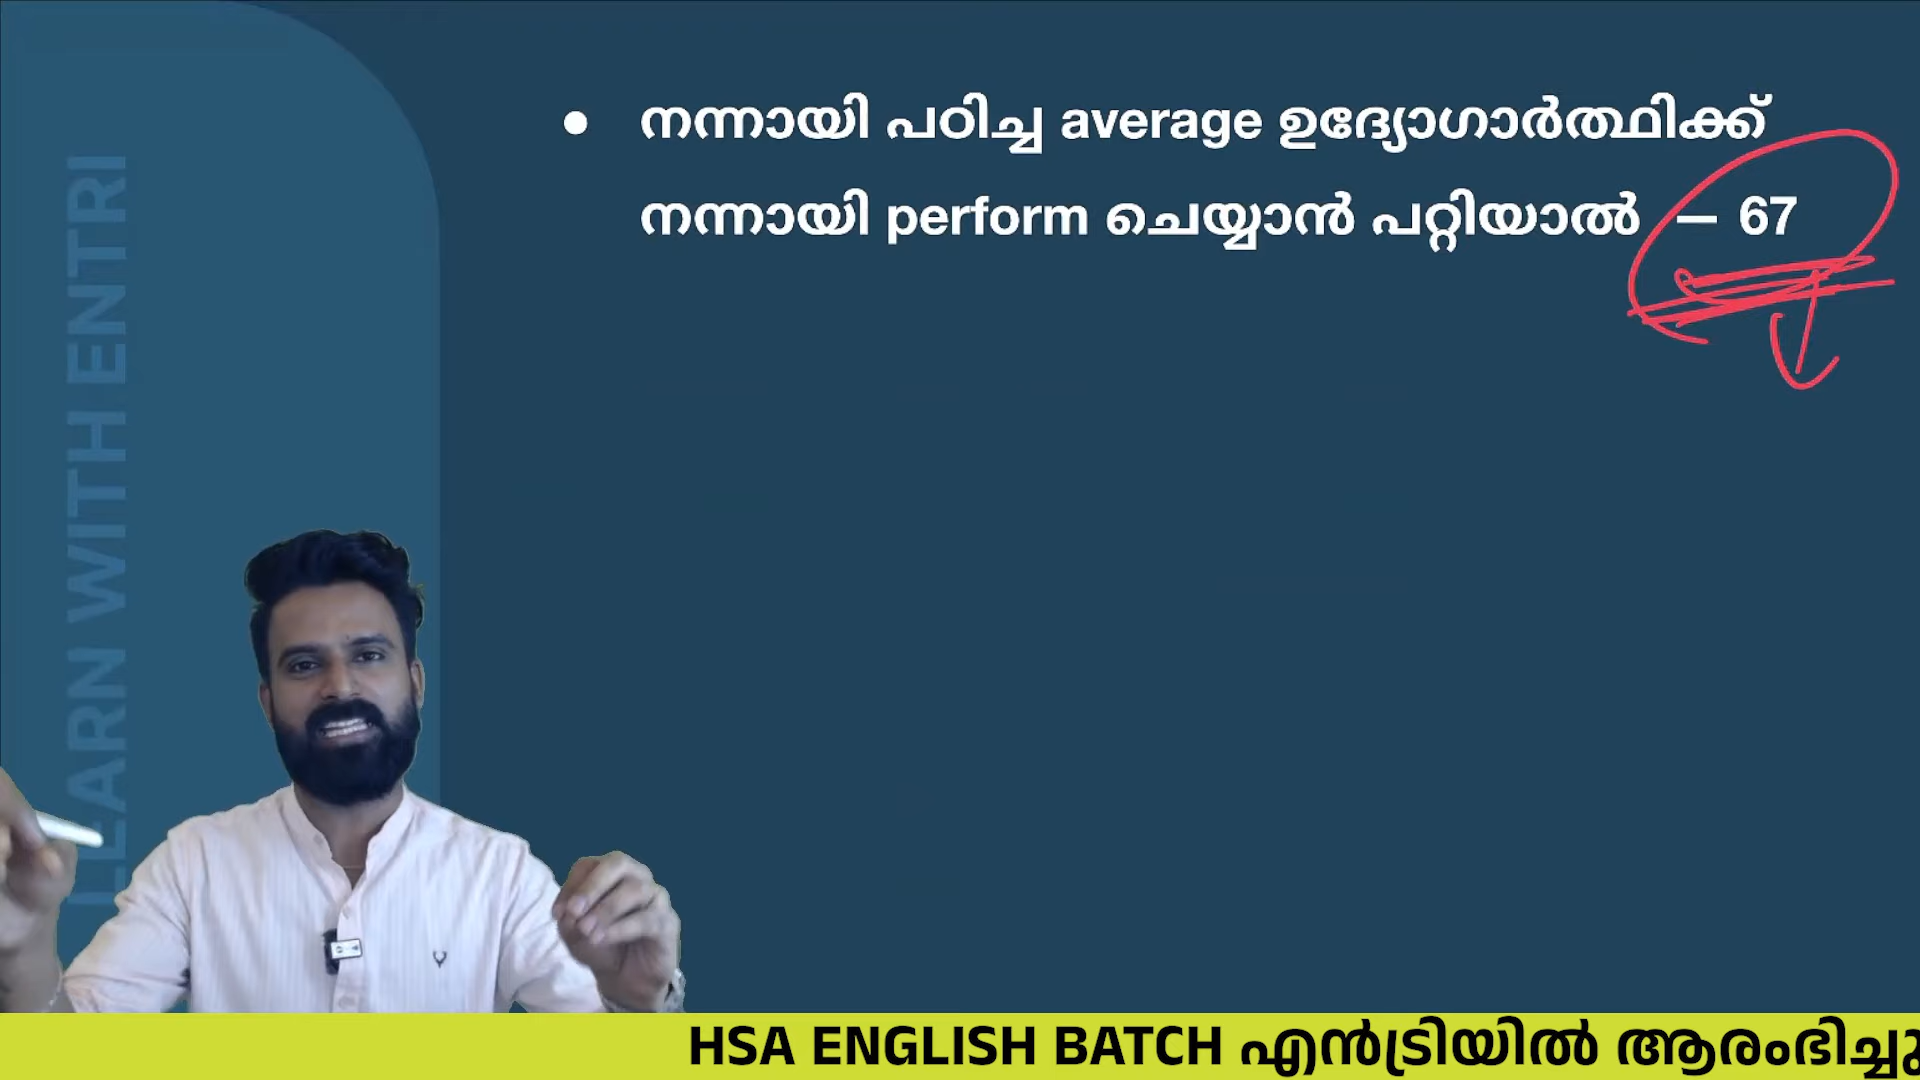 • നന്നായി പഠിച്ച average ഉദ്യോഗാർത്ഥിക്ക്
നന്നായി perform ചെയ്യാൻ പറ്റിയാൽ – 67
LEARN WITH ENTRI
HSA ENGLISH BATCH എൻട്രിയിൽ ആരംഭിച്ചു